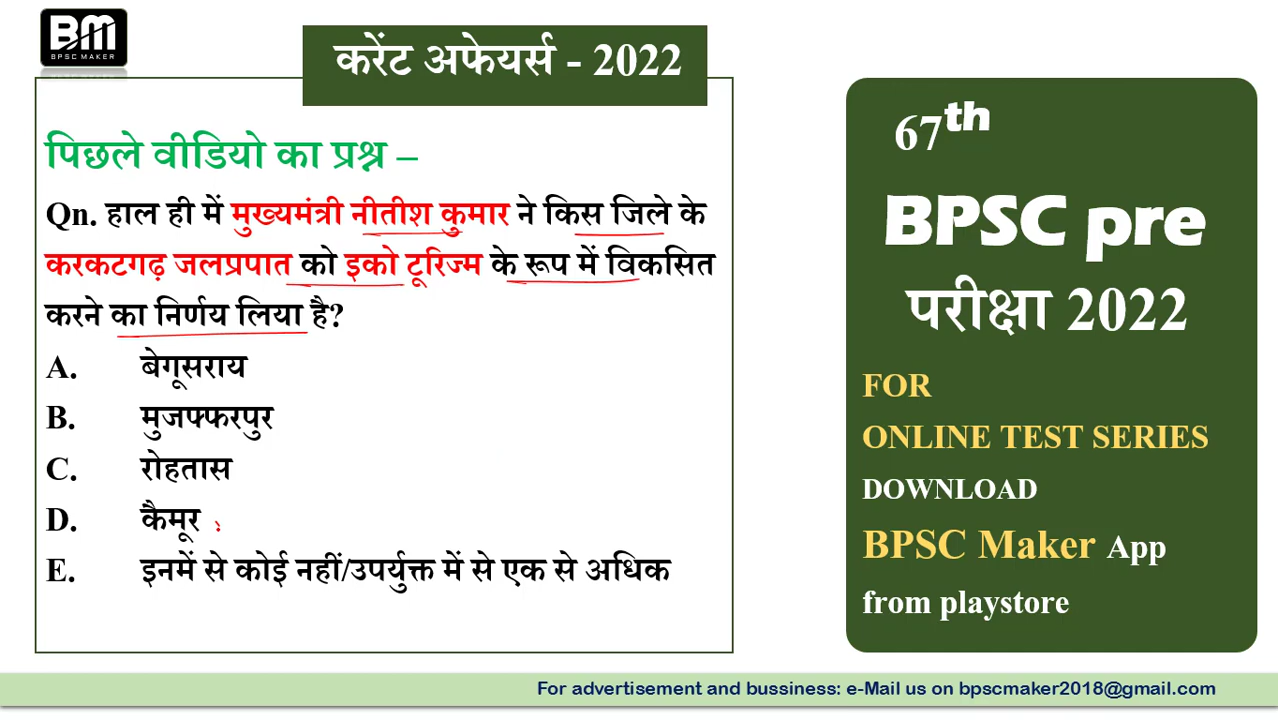 BM
BPSC MAKER
करेंट अफेयर्स - 2022
पिछले वीडियो का प्रश्न –
Qn. हाल ही में मुख्यमंत्री नीतीश कुमार ने किस जिले के
करकटगढ़ जलप्रपात को इको टूरिज्म के रूप में विकसित
करने का निर्णय लिया है?
A. बेगूसराय
B. मुजफ्फरपुर
C. रोहतास
D. कैमूर
E. इनमें से कोई नहीं/उपर्युक्त में से एक से अधिक
67th
BPSC pre
परीक्षा 2022
FOR
ONLINE TEST SERIES
DOWNLOAD
BPSC Maker App
from playstore
For advertisement and bussiness: e-Mail us on bpscmaker2018@gmail.com